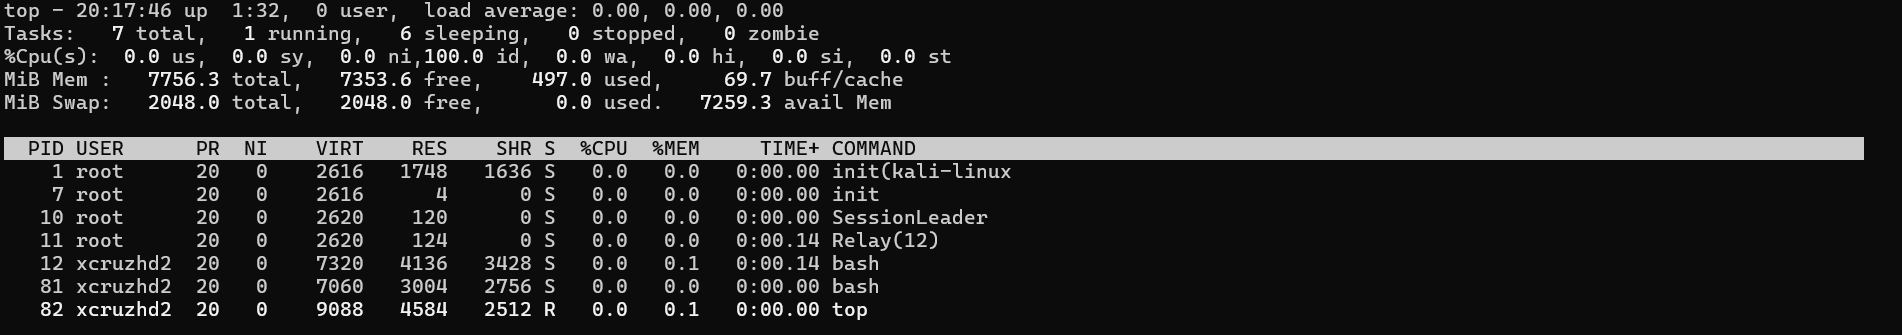 top - 20:17:46 up  1:32,  0 user,  load average: 0.00, 0.00, 0.00
Tasks:   7 total,   1 running,   6 sleeping,   0 stopped,   0 zombie
%Cpu(s):  0.0 us,  0.0 sy,  0.0 ni,100.0 id,  0.0 wa,  0.0 hi,  0.0 si,  0.0 st
MiB Mem :   7756.3 total,   7353.6 free,    497.0 used,     69.7 buff/cache
MiB Swap:   2048.0 total,   2048.0 free,      0.0 used.   7259.3 avail Mem
  PID USER      PR  NI    VIRT    RES    SHR S  %CPU  %MEM     TIME+ COMMAND
    1 root      20   0    2616   1748   1636 S   0.0   0.0   0:00.00 init(kali-linux
    7 root      20   0    2616      4      0 S   0.0   0.0   0:00.00 init
   10 root      20   0    2620    120      0 S   0.0   0.0   0:00.00 SessionLeader
   11 root      20   0    2620    124      0 S   0.0   0.0   0:00.14 Relay(12)
   12 xcruzhd2  20   0    7320   4136   3428 S   0.0   0.1   0:00.14 bash
   81 xcruzhd2  20   0    7060   3004   2756 S   0.0   0.0   0:00.00 bash
   82 xcruzhd2  20   0    9088   4584   2512 R   0.0   0.1   0:00.00 top